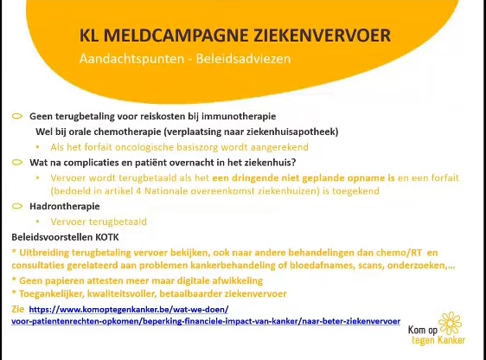 KL MELDCAMPAGNE ZIEKENVERVOER
Aandachtspunten - Beleidsadviezen
Geen terugbetaling voor reiskosten bij immunotherapie
Wel bij orale chemotherapie (verplaatsing naar ziekenhuisapotheek)
• Als het forfait oncologische basiszorg wordt aangerekend
Wat na complicaties en patiënt overnacht in het ziekenhuis?
• Vervoer wordt terugbetaald als het een dringende niet geplande opname is en een forfait
(bedoeld in artikel 4 Nationale overeenkomst ziekenhuizen) is toegekend
Hadrontherapie
• Vervoer terugbetaald
Beleidsvoorstellen KOTK
* Uitbreiding terugbetaling vervoer bekijken, ook naar andere behandelingen dan chemo/RT en
consultaties gerelateerd aan problemen kankerbehandeling of bloedafnames, scans, onderzoeken,...
* Geen papieren attesten meer maar digitale afwikkeling
* Toegankelijker, kwaliteitsvoller, betaalbaarder ziekenvervoer
Zie https://www.komoptegenkanker.be/wat-we-doen/
voor-patientenrechten-opkomen/beperking-financiele-impact-van-kanker/naar-beter-ziekenvervoer
Kom op
tegen Kanker